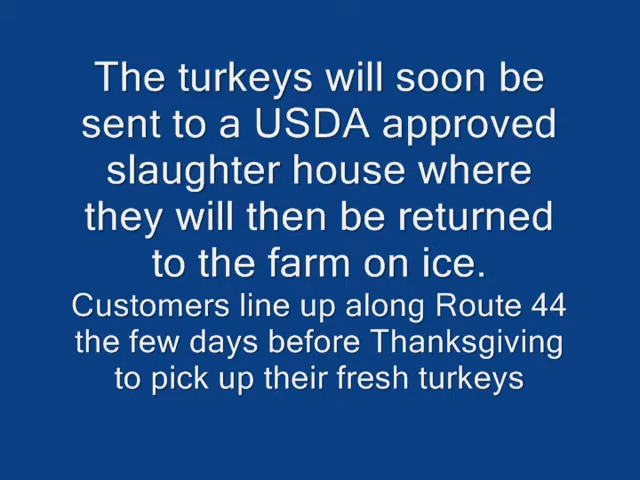 The turkeys will soon be
sent to a USDA approved
slaughter house where
they will then be returned
to the farm on ice.
Customers line up along Route 44
the few days before Thanksgiving
to pick up their fresh turkeys